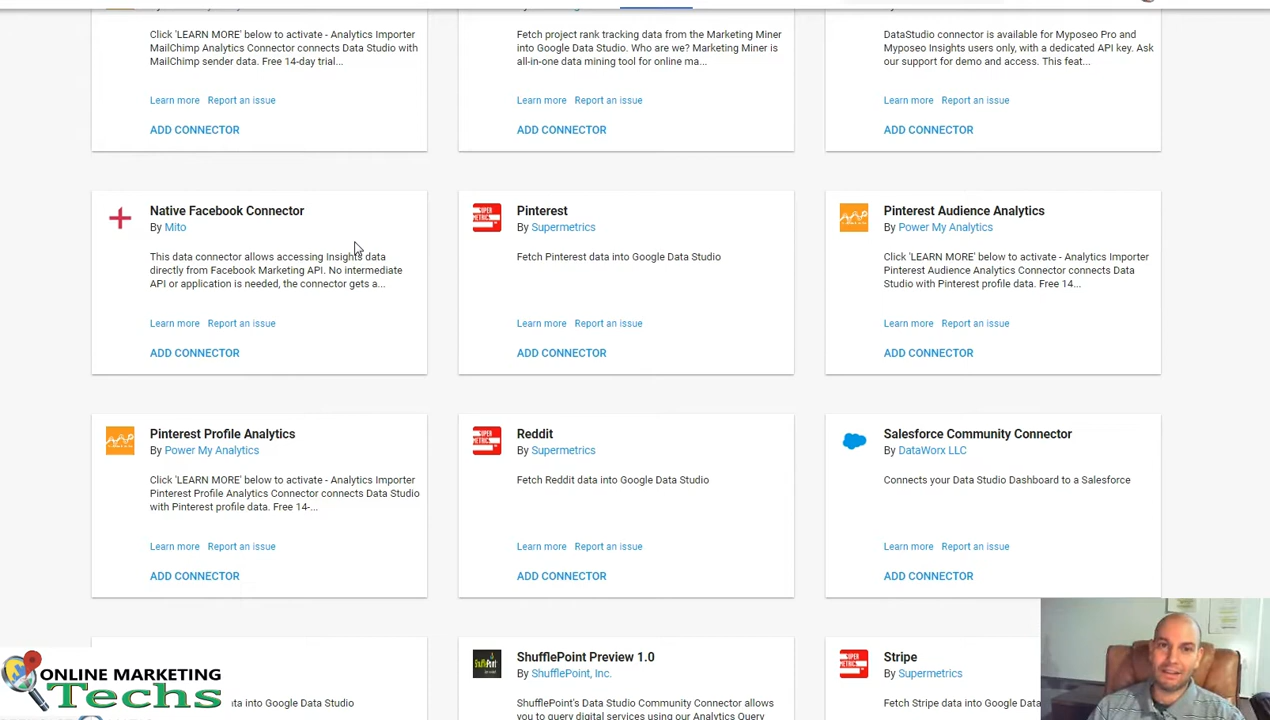 Click 'LEARN MORE' below to activate - Analytics Importer
MailChimp Analytics Connector connects Data Studio with
MailChimp sender data. Free 14-day trial...
Learn more Report an issue
ADD CONNECTOR
Fetch project rank tracking data from the Marketing Miner
into Google Data Studio. Who are we? Marketing Miner is
all-in-one data mining tool for online ma...
Learn more Report an issue
ADD CONNECTOR
DataStudio connector is available for Myposeo Pro and
Myposeo Insights users only, with a dedicated API key. Ask
our support for demo and access. This feat...
Learn more Report an issue
ADD CONNECTOR
Native Facebook Connector
By Mito
This data connector allows accessing Insights data
directly from Facebook Marketing API. No intermediate
API or application is needed, the connector gets a...
Learn more Report an issue
ADD CONNECTOR
SUPER
METRICS
Pinterest
By Supermetrics
Fetch Pinterest data into Google Data Studio
Learn more Report an issue
ADD CONNECTOR
Pinterest Audience Analytics
By Power My Analytics
Click 'LEARN MORE' below to activate - Analytics Importer
Pinterest Audience Analytics Connector connects Data
Studio with Pinterest profile data. Free 14...
Learn more Report an issue
ADD CONNECTOR
Pinterest Profile Analytics
By Power My Analytics
Click 'LEARN MORE' below to activate - Analytics Importer
Pinterest Profile Analytics Connector connects Data Studio
with Pinterest profile data. Free 14-...
Learn more Report an issue
ADD CONNECTOR
SUPER
METRICS
Reddit
By Supermetrics
Fetch Reddit data into Google Data Studio
Learn more Report an issue
ADD CONNECTOR
Salesforce Community Connector
By DataWorx LLC
Connects your Data Studio Dashboard to a Salesforce
Learn more Report an issue
ADD CONNECTOR
ata into Google Data Studio
ShufflePoint
ShufflePoint Preview 1.0
By ShufflePoint, Inc.
ShufflePoint's Data Studio Community Connector allows
you to query digital services using our Analytics Query
SUPER
METRICS
Stripe
By Supermetrics
Fetch Stripe data into Google Data
ONLINE MARKETING
Techs